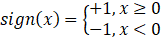 sign(x) = {+1, x ≥ 0
−1, x < 0